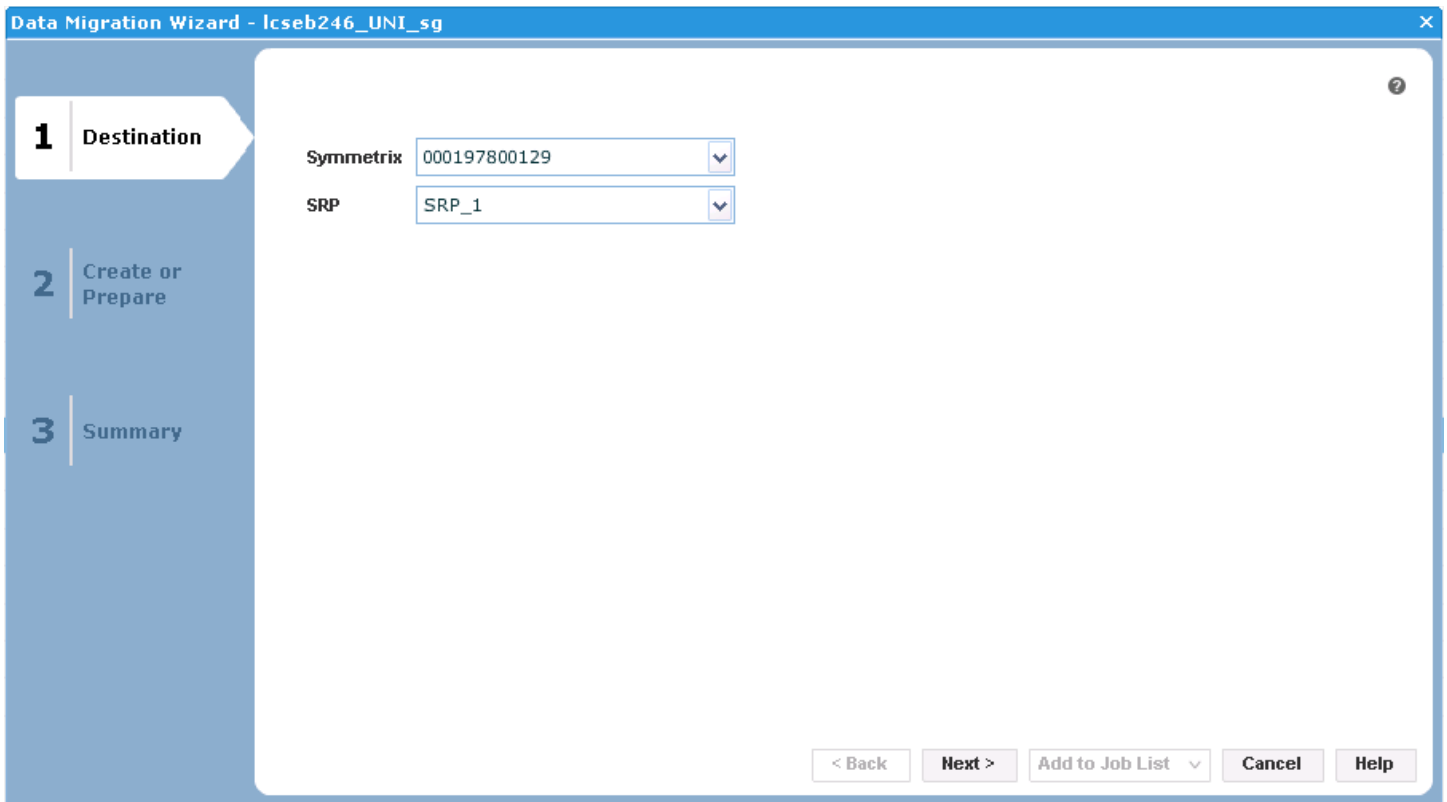 Data Migration Wizard - lcseb246_UNI_sg
1 Destination
Symmetrix 000197800129
SRP SRP_1
2 Create or
Prepare
3 Summary
< Back Next > Add to Job List Cancel Help